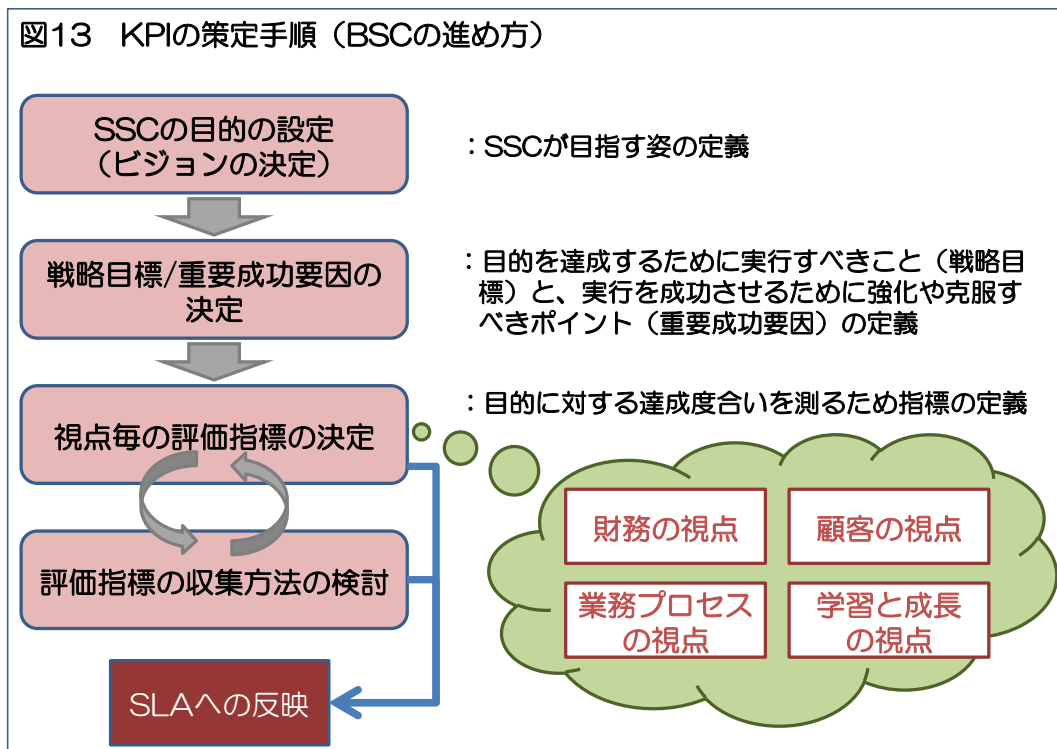 図13　KPIの策定手順（BSCの進め方）
SSCの目的の設定
（ビジョンの決定）
：SSCが目指す姿の定義
戦略目標/重要成功要因の
決定
：目的を達成するために実行すべきこと（戦略目
標）と、実行を成功させるために強化や克服す
べきポイント（重要成功要因）の定義
視点毎の評価指標の決定
：目的に対する達成度合いを測るため指標の定義
財務の視点
顧客の視点
業務プロセス
の視点
学習と成長
の視点
評価指標の収集方法の検討
SLAへの反映